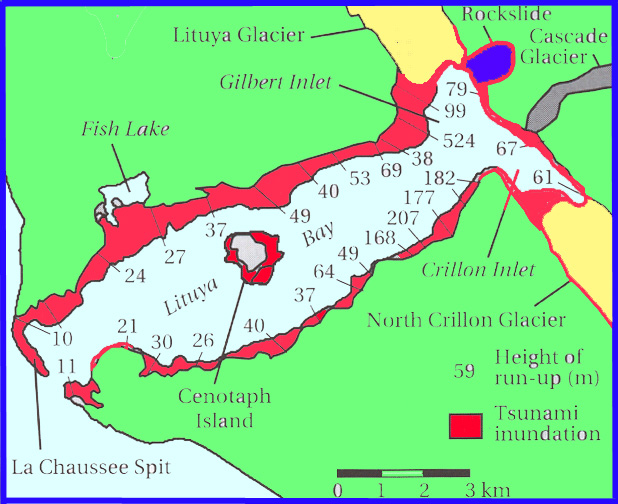 Rockslide
Lituya Glacier
Cascade
Glacier
Gilbert Inlet
79
99
Fish Lake
524
67
38
69
53
182
61
40
177
49
207
37
Bay
168
27
49
Crillon Inlet
24
64
Lituya
37
North Crillon Glacier
10
21
40
30
26
11
59
Height of
run-up (m)
Cenotaph
Island
Tsunami
inundation
La Chaussee Spit
0 1 2 3 km